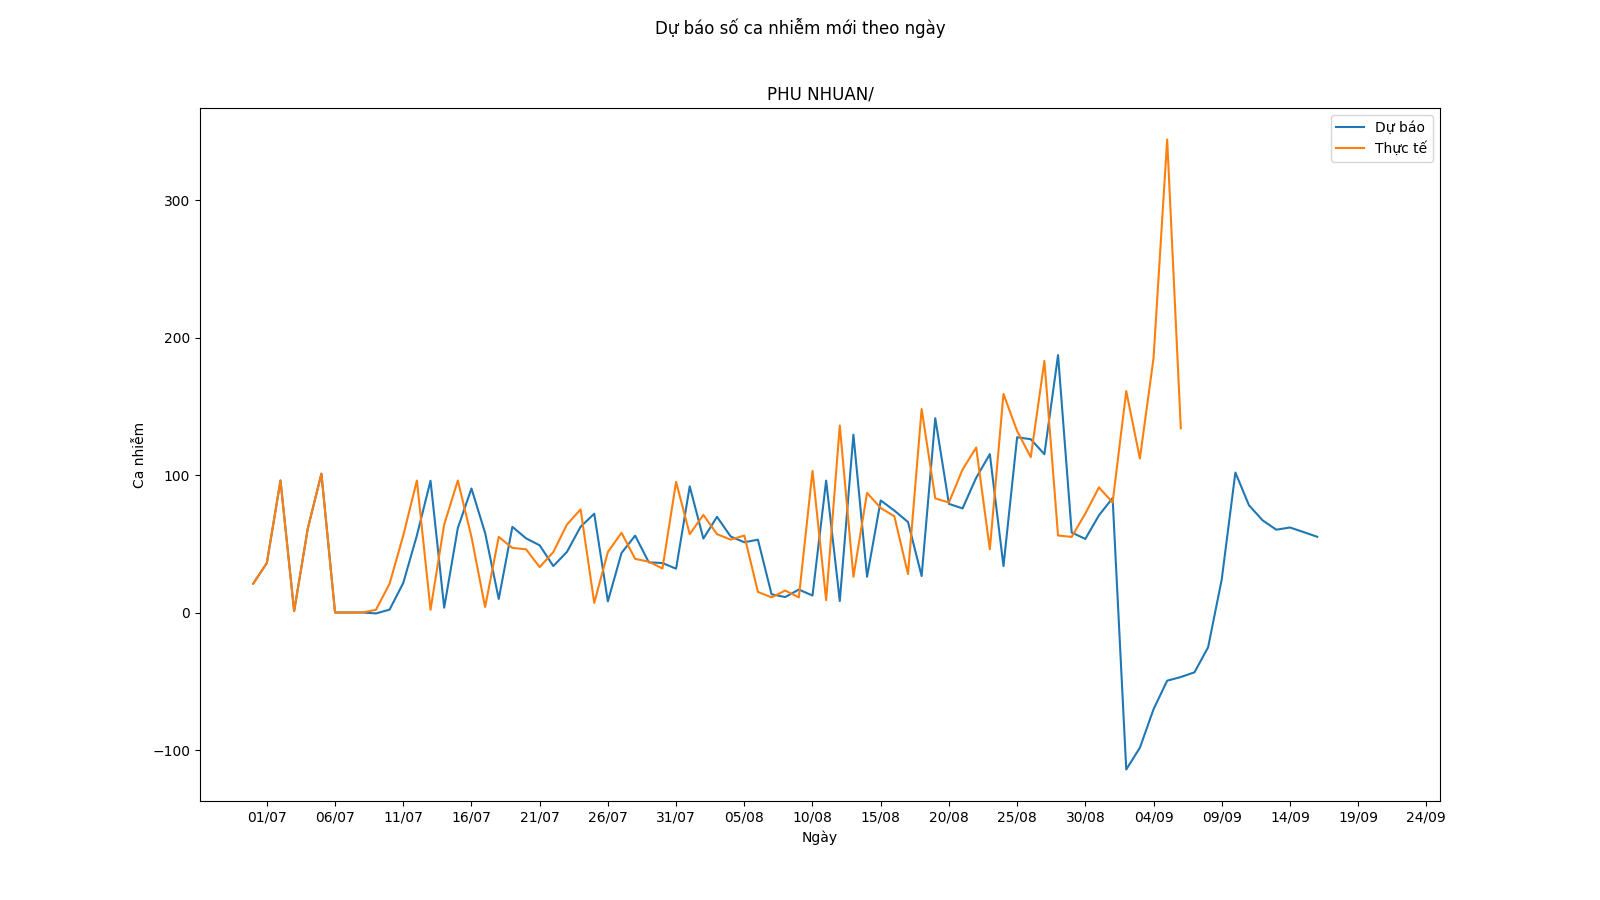 Dự báo số ca nhiễm mới theo ngày
PHU NHUAN/
Dự báo
Thực tế
300
200
100
0
−100
Ca nhiễm
01/07 06/07 11/07 16/07 21/07 26/07 31/07 05/08 10/08 15/08 20/08 25/08 30/08 04/09 09/09 14/09 19/09 24/09
Ngày